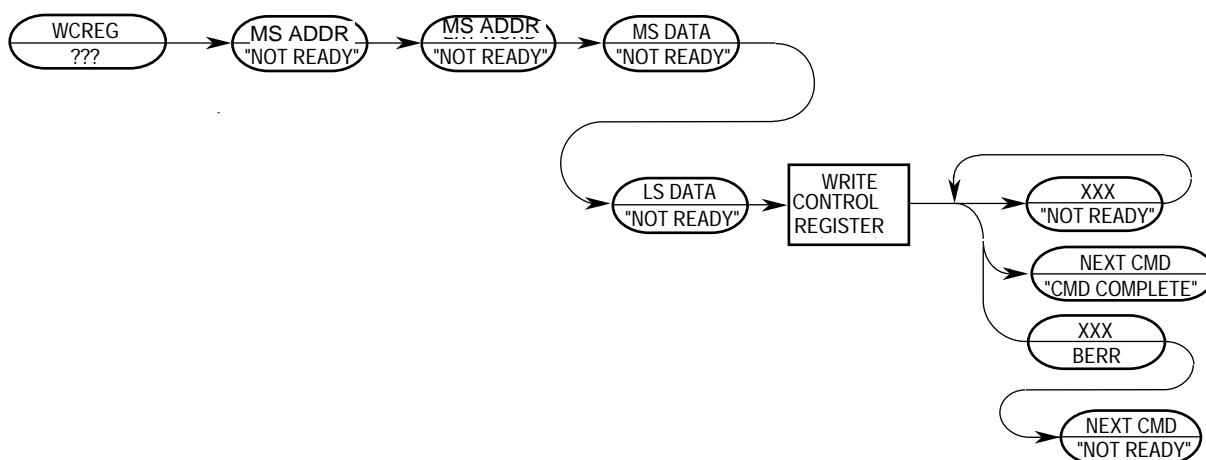 WCREG
???
MS ADDR
"NOT READY"
MS ADDR
"NOT READY"
MS DATA
"NOT READY"
LS DATA
"NOT READY"
WRITE
CONTROL
REGISTER
XXX
"NOT READY"
NEXT CMD
"CMD COMPLETE"
XXX
BERR
NEXT CMD
"NOT READY"